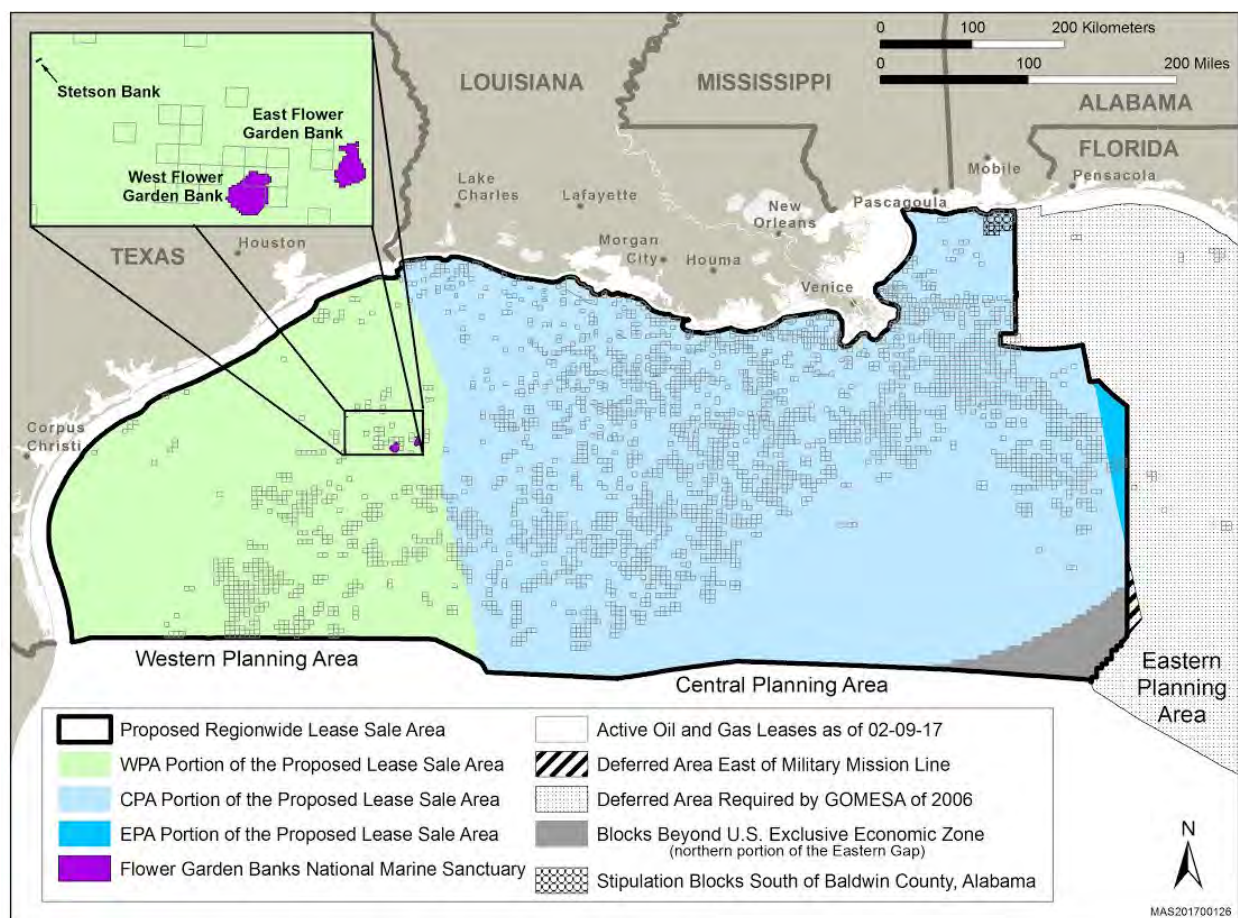 0 100 200 Kilometers
0 100 200 Miles
LOUISIANA
MISSISSIPPI
ALABAMA
FLORIDA
TEXAS
Stetson Bank
East Flower
Garden Bank
West Flower
Garden Bank
Lake
Charles
Lafayette
New
Orleans
Pascagoula
Mobile
Pensacola
Houston
Morgan
City
Houma
Venice
Corpus
Christi
Western Planning Area
Central Planning Area
Eastern
Planning
Area
Proposed Regionwide Lease Sale Area
WPA Portion of the Proposed Lease Sale Area
CPA Portion of the Proposed Lease Sale Area
EPA Portion of the Proposed Lease Sale Area
Flower Garden Banks National Marine Sanctuary
Active Oil and Gas Leases as of 02-09-17
Deferred Area East of Military Mission Line
Deferred Area Required by GOMESA of 2006
Blocks Beyond U.S. Exclusive Economic Zone
(northern portion of the Eastern Gap)
Stipulation Blocks South of Baldwin County, Alabama
N
MAS201700126